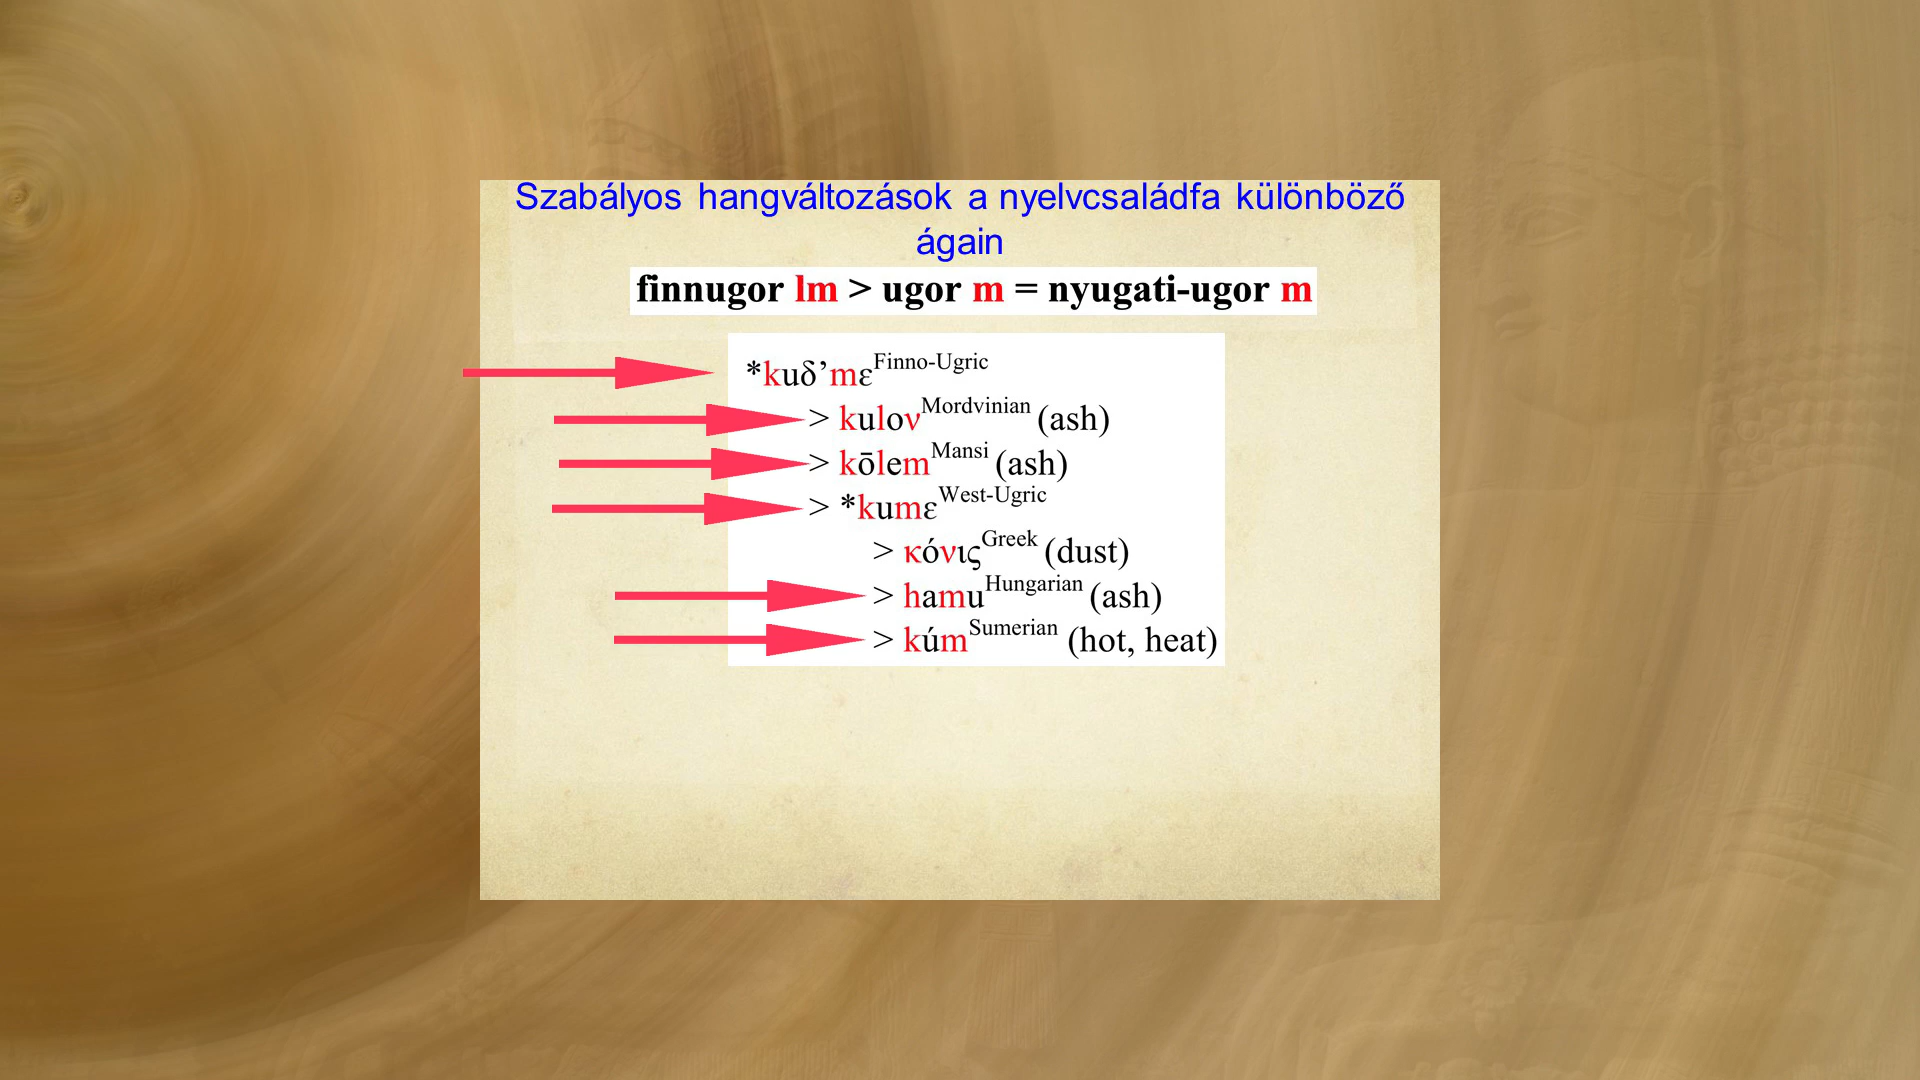 Szabályos hangváltozások a nyelvcsaládfa különböző
ágain
finnugor lm > ugor m = nyugati-ugor m
*kuδ’mεFinno-Ugric
> kulovMordvinian (ash)
> kōlemMansi (ash)
> *kumεWest-Ugric
> κόνιςGreek (dust)
> hamuHungarian (ash)
> kúmSumerian (hot, heat)